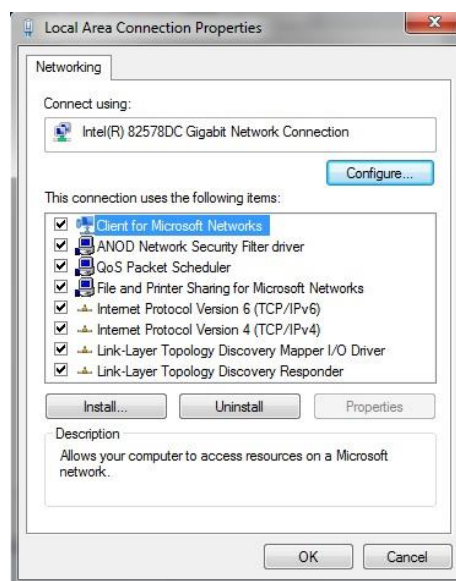 Local Area Connection Properties
Networking
Connect using:
Intel(R) 82578DC Gigabit Network Connection
Configure...
This connection uses the following items:
Client for Microsoft Networks
ANOD Network Security Filter driver
QoS Packet Scheduler
File and Printer Sharing for Microsoft Networks
Internet Protocol Version 6 (TCP/IPv6)
Internet Protocol Version 4 (TCP/IPv4)
Link-Layer Topology Discovery Mapper I/O Driver
Link-Layer Topology Discovery Responder
Install... Uninstall Properties
Description
Allows your computer to access resources on a Microsoft
network.
OK Cancel